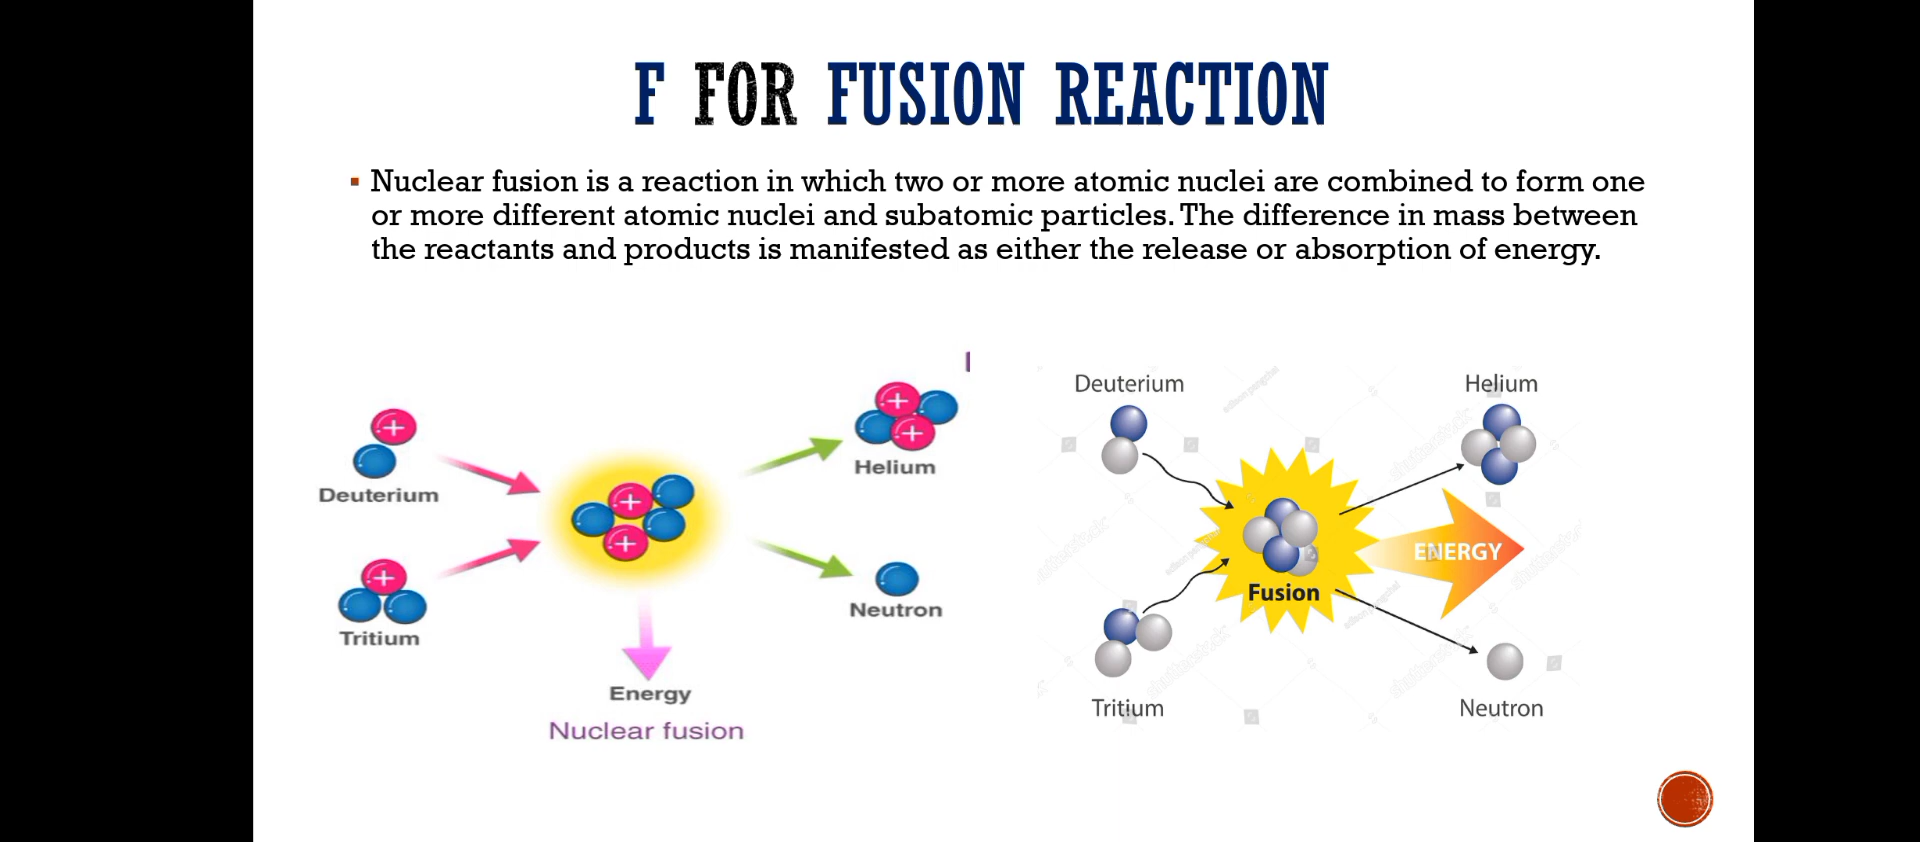 F FOR FUSION REACTION
▪ Nuclear fusion is a reaction in which two or more atomic nuclei are combined to form one
or more different atomic nuclei and subatomic particles. The difference in mass between
the reactants and products is manifested as either the release or absorption of energy.
Deuterium
Tritium
Helium
Neutron
Energy
Nuclear fusion
Deuterium
Helium
ENERGY
Fusion
Tritium
Neutron
shutterstock